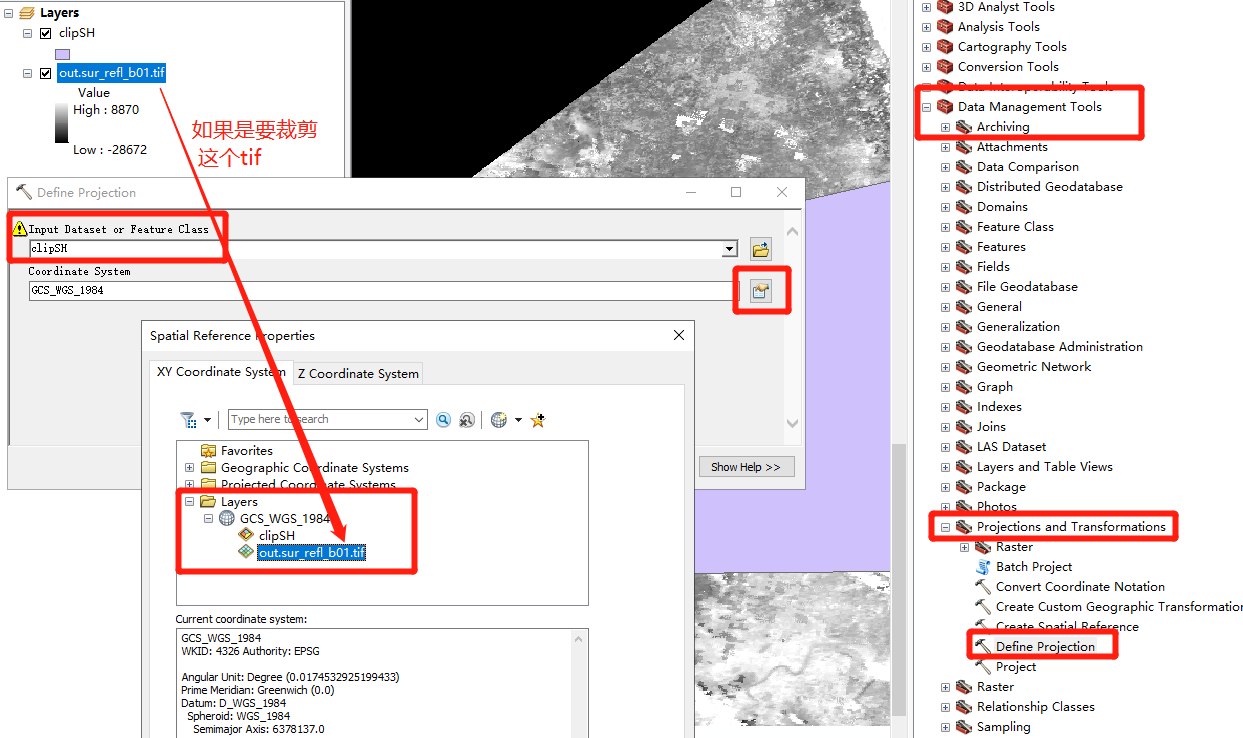 Layers
clipSH
out.sur_refl_b01.tif
Value
High : 8870
Low : -28672
如果是要裁剪
这个tif
Define Projection
Input Dataset or Feature Class
clipSH
Coordinate System
GCS_WGS_1984
Show Help >>
Spatial Reference Properties
XY Coordinate System
Z Coordinate System
Type here to search
Favorites
Geographic Coordinate Systems
Projected Coordinate Systems
Layers
GCS_WGS_1984
clipSH
out.sur_refl_b01.tif
Current coordinate system:
GCS_WGS_1984
WKID: 4326 Authority: EPSG
Angular Unit: Degree (0.0174532925199433)
Prime Meridian: Greenwich (0.0)
Datum: D_WGS_1984
Spheroid: WGS_1984
Semimajor Axis: 6378137.0
3D Analyst Tools
Analysis Tools
Cartography Tools
Conversion Tools
Data Interoperability Tools
Data Management Tools
Archiving
Attachments
Data Comparison
Distributed Geodatabase
Domains
Feature Class
Features
Fields
File Geodatabase
General
Generalization
Geodatabase Administration
Geometric Network
Graph
Indexes
Joins
LAS Dataset
Layers and Table Views
Package
Photos
Projections and Transformations
Raster
Batch Project
Convert Coordinate Notation
Create Custom Geographic Transformation
Create Spatial Reference
Define Projection
Project
Raster
Relationship Classes
Sampling